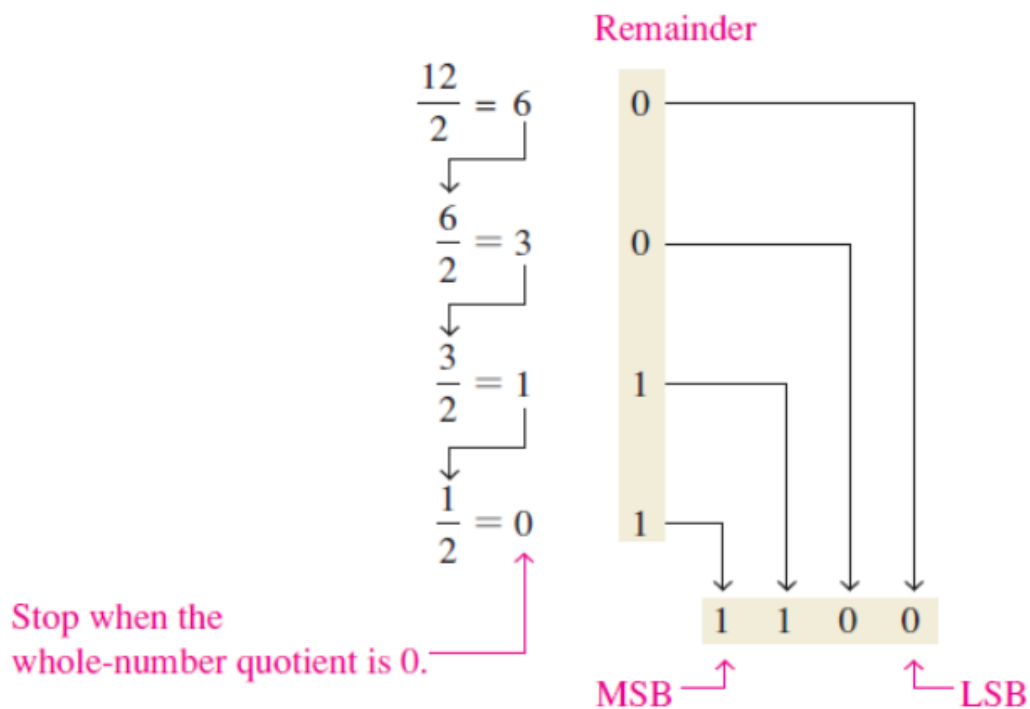 Remainder
12/2 = 6 0
6/2 = 3 0
3/2 = 1 1
1/2 = 0 1
Stop when the
whole-number quotient is 0.
1 1 0 0
MSB LSB